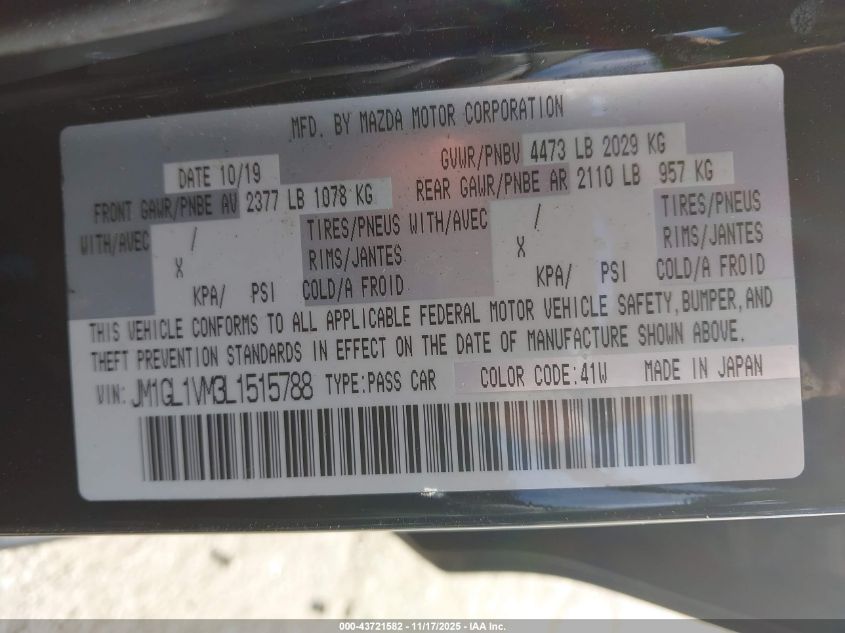 MFD. BY MAZDA MOTOR CORPORATION
DATE 10/19 GVWR/PNBV 4473 LB 2029 KG
FRONT GAWR/PNBE AV 2377 LB 1078 KG REAR GAWR/PNBE AR 2110 LB 957 KG
WITH/AVEC / TIRES/PNEUS WITH/AVEC / TIRES/PNEUS
X RIMS/JANTES X RIMS/JANTES
KPA/ PSI COLD/A FROID KPA/ PSI COLD/A FROID
THIS VEHICLE CONFORMS TO ALL APPLICABLE FEDERAL MOTOR VEHICLE SAFETY, BUMPER, AND
THEFT PREVENTION STANDARDS IN EFFECT ON THE DATE OF MANUFACTURE SHOWN ABOVE.
VIN: JM1GL1VM3L1515788 TYPE:PASS CAR COLOR CODE:41W MADE IN JAPAN
000-43721582 - 11/17/2025 - IAA Inc.